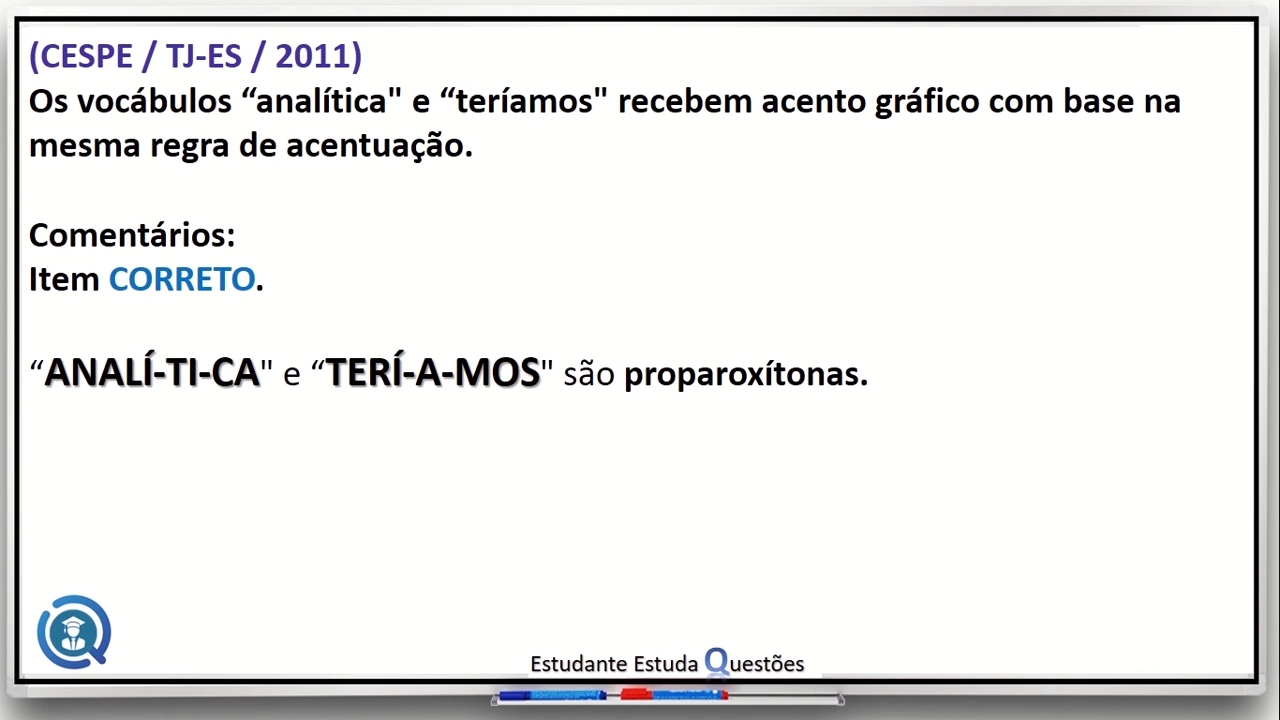 (CESPE / TJ-ES / 2011)
Os vocábulos “analítica" e “teríamos" recebem acento gráfico com base na
mesma regra de acentuação.
Comentários:
Item CORRETO.
“ANALÍ-TI-CA" e “TERÍ-A-MOS" são proparoxítonas.
Estudante Estuda Questões